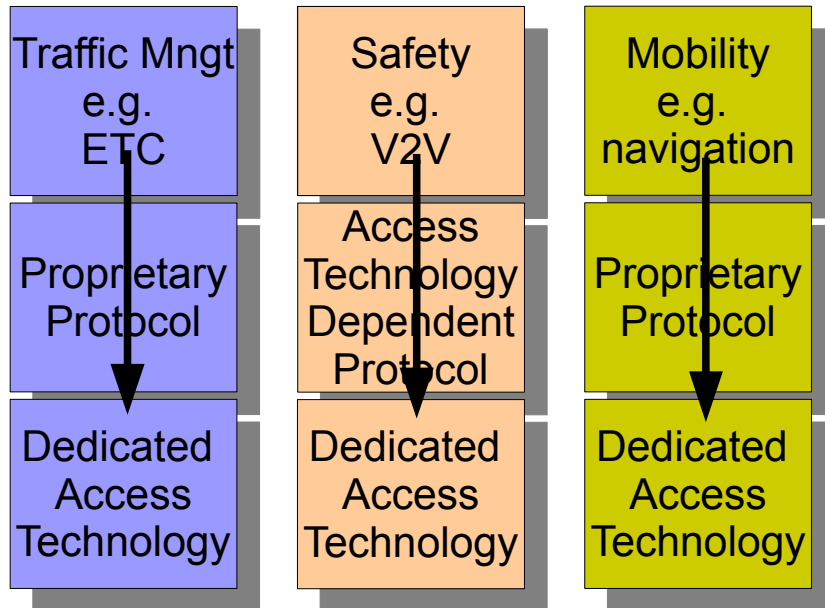 Traffic Mngt
e.g.
ETC
Proprietary
Protocol
Dedicated
Access
Technology
Safety
e.g.
V2V
Access
Technology
Dependent
Protocol
Dedicated
Access
Technology
Mobility
e.g.
navigation
Proprietary
Protocol
Dedicated
Access
Technology